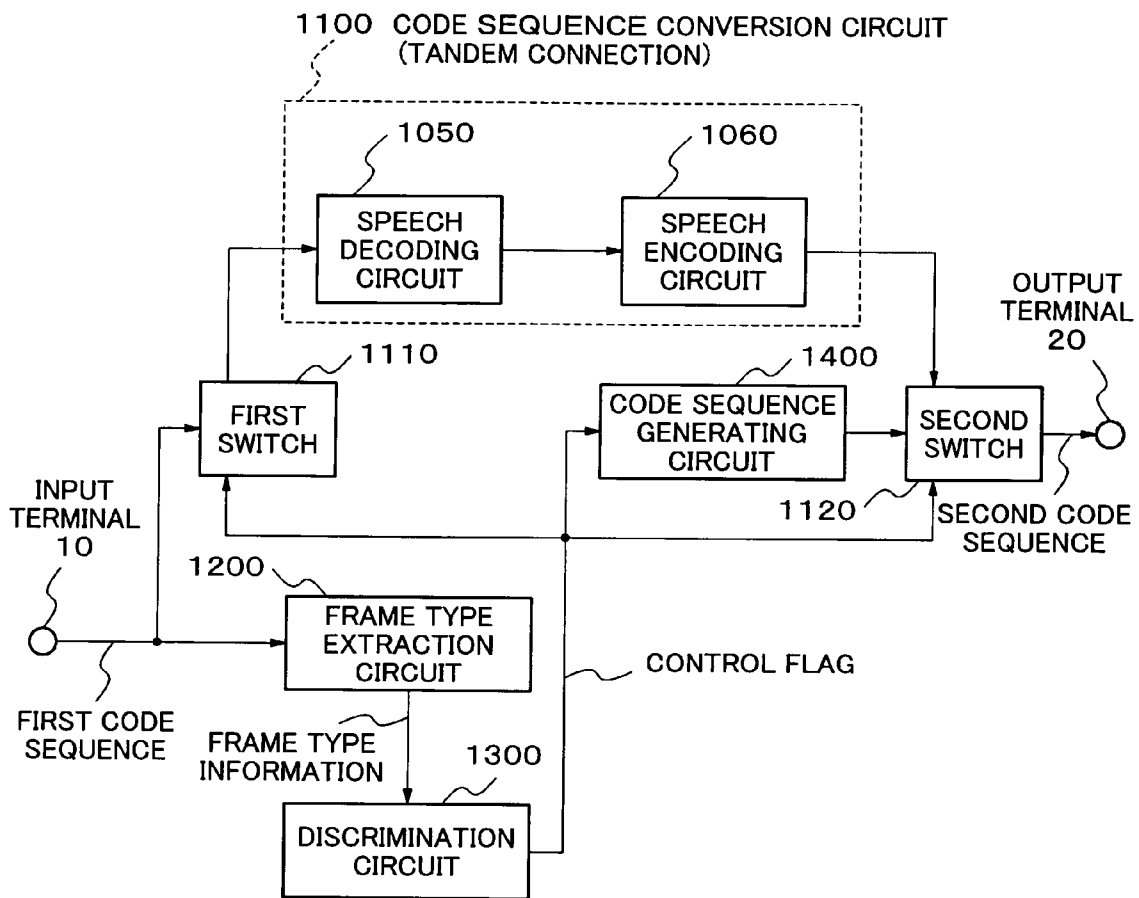 1100 CODE SEQUENCE CONVERSION CIRCUIT
(TANDEM CONNECTION)
1050
1060
SPEECH
DECODING
CIRCUIT
SPEECH
ENCODING
CIRCUIT
OUTPUT
TERMINAL
20
1110
1400
FIRST
SWITCH
CODE SEQUENCE
GENERATING
CIRCUIT
SECOND
SWITCH
1120
SECOND CODE
SEQUENCE
INPUT
TERMINAL
10
1200
FRAME TYPE
EXTRACTION
CIRCUIT
CONTROL FLAG
FIRST CODE
SEQUENCE
FRAME TYPE
INFORMATION
1300
DISCRIMINATION
CIRCUIT